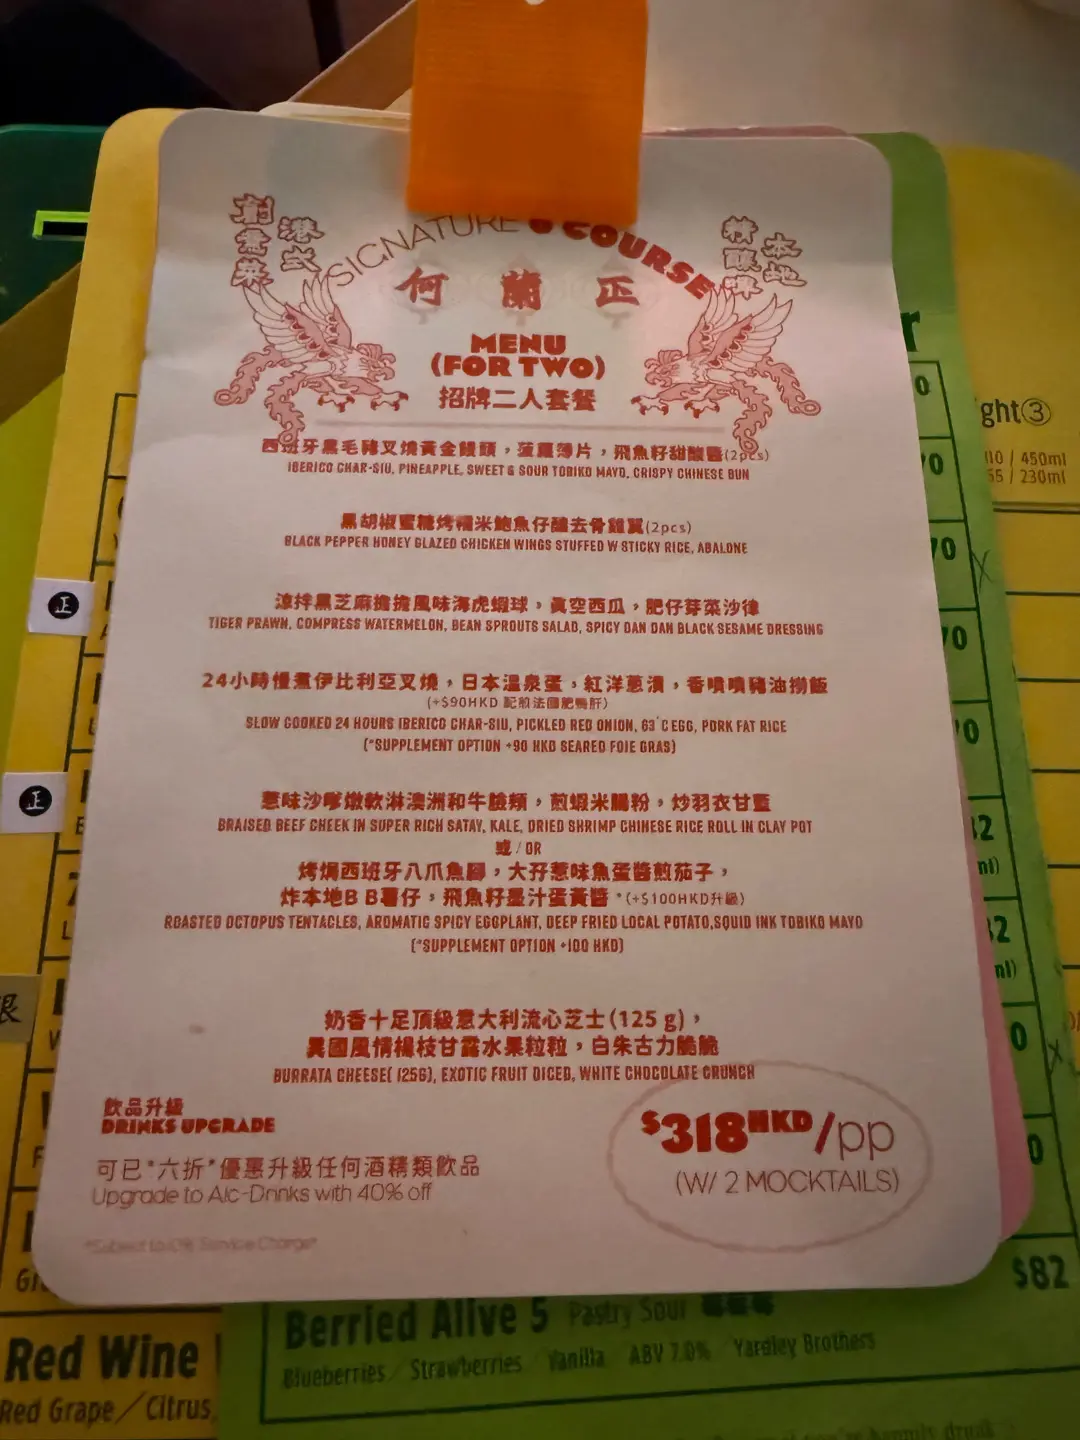 創意菜
港式
SIGNATURE 6 COURSE
精釀啤
本地
何蘭正
MENU
(FOR TWO)
招牌二人套餐
西班牙黑毛豬叉燒黃金饅頭，菠蘿薄片，飛魚籽甜酸醬(2pcs)
IBERICO CHAR-SIU, PINEAPPLE, SWEET & SOUR TOBIKO MAYO, CRISPY CHINESE BUN
黑胡椒蜜糖烤糯米鮑魚仔釀去骨雞翼(2pcs)
BLACK PEPPER HONEY GLAZED CHICKEN WINGS STUFFED W STICKY RICE, ABALONE
涼拌黑芝麻擔擔風味海虎蝦球，真空西瓜，肥仔芽菜沙律
TIGER PRAWN, COMPRESS WATERMELON, BEAN SPROUTS SALAD, SPICY DAN DAN BLACK SESAME DRESSING
24小時慢煮伊比利亞叉燒，日本溫泉蛋，紅洋蔥漬，香噴噴豬油撈飯
(+$90HKD 配煎法國肥鴨肝)
SLOW COOKED 24 HOURS IBERICO CHAR-SIU, PICKLED RED ONION, 63°C EGG, PORK FAT RICE
(*SUPPLEMENT OPTION +90 HKD SEARED FOIE GRAS)
惹味沙嗲燉軟淋澳洲和牛臉頰，煎蝦米腸粉，炒羽衣甘藍
BRAISED BEEF CHEEK IN SUPER RICH SATAY, KALE, DRIED SHRIMP CHINESE RICE ROLL IN CLAY POT
或/OR
烤焗西班牙八爪魚腳，大孖惹味魚蛋醬煎茄子，
炸本地BB薯仔，飛魚籽墨汁蛋黃醬 *(+$100HKD升級)
ROASTED OCTOPUS TENTACLES, AROMATIC SPICY EGGPLANT, DEEP FRIED LOCAL POTATO,SQUID INK TOBIKO MAYO
(*SUPPLEMENT OPTION +100 HKD)
奶香十足頂級意大利流心芝士(125 g)，
異國風情楊枝甘露水果粒粒，白朱古力脆脆
BURRATA CHEESE( 125G), EXOTIC FRUIT DICED, WHITE CHOCOLATE CRUNCH
飲品升級
DRINKS UPGRADE
可已"六折"優惠升級任何酒精類飲品
Upgrade to Alc-Drinks with 40% off
$318HKD/pp
(W/ 2 MOCKTAILS)
*Subject to 10% Service Charge*
ght③
110 / 450ml
55 / 230ml
正
正
$82
Berried Alive 5 Pastry Sour
Blueberries / Strawberries / Vanilla ABV 7.0% Yardley Brothers
Red Wine
Red Grape / Citrus,